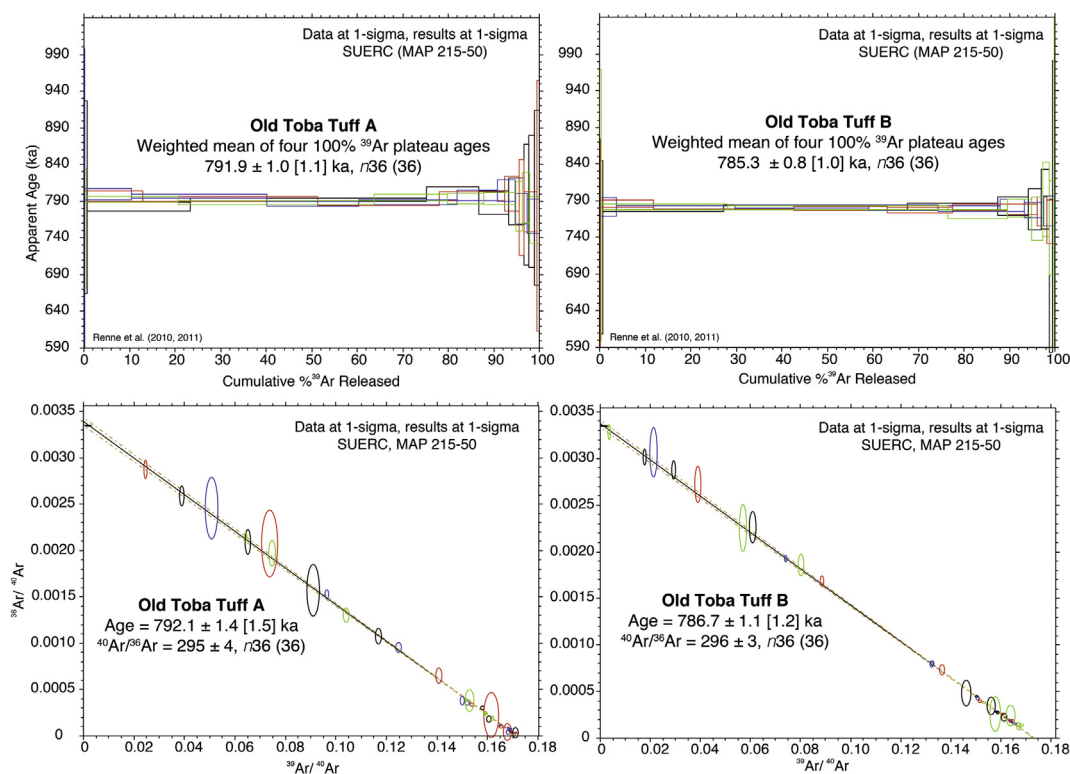 Data at 1-sigma, results at 1-sigma
SUERC (MAP 215-50)
Old Toba Tuff A
Weighted mean of four 100% ³⁹Ar plateau ages
791.9 ± 1.0 [1.1] ka, n36 (36)
Apparent Age (ka)
990
940
890
840
790
740
690
640
590
Renne et al. (2010, 2011)
0 10 20 30 40 50 60 70 80 90 100
Cumulative %³⁹Ar Released
Data at 1-sigma, results at 1-sigma
SUERC (MAP 215-50)
Old Toba Tuff B
Weighted mean of four 100% ³⁹Ar plateau ages
785.3 ± 0.8 [1.0] ka, n36 (36)
990
940
890
840
790
740
690
640
590
0 10 20 30 40 50 60 70 80 90 100
Cumulative %³⁹Ar Released
Data at 1-sigma, results at 1-sigma
SUERC, MAP 215-50
Old Toba Tuff A
Age = 792.1 ± 1.4 [1.5] ka
⁴⁰Ar/³⁶Ar = 295 ± 4, n36 (36)
³⁶Ar/ ⁴⁰Ar
0.0035
0.0030
0.0025
0.0020
0.0015
0.0010
0.0005
0
0 0.02 0.04 0.06 0.08 0.10 0.12 0.14 0.16 0.18
³⁹Ar/ ⁴⁰Ar
Data at 1-sigma, results at 1-sigma
SUERC, MAP 215-50
Old Toba Tuff B
Age = 786.7 ± 1.1 [1.2] ka
⁴⁰Ar/³⁶Ar = 296 ± 3, n36 (36)
0.0035
0.0030
0.0025
0.0020
0.0015
0.0010
0.0005
0
0 0.02 0.04 0.06 0.08 0.10 0.12 0.14 0.16 0.18
³⁹Ar/ ⁴⁰Ar